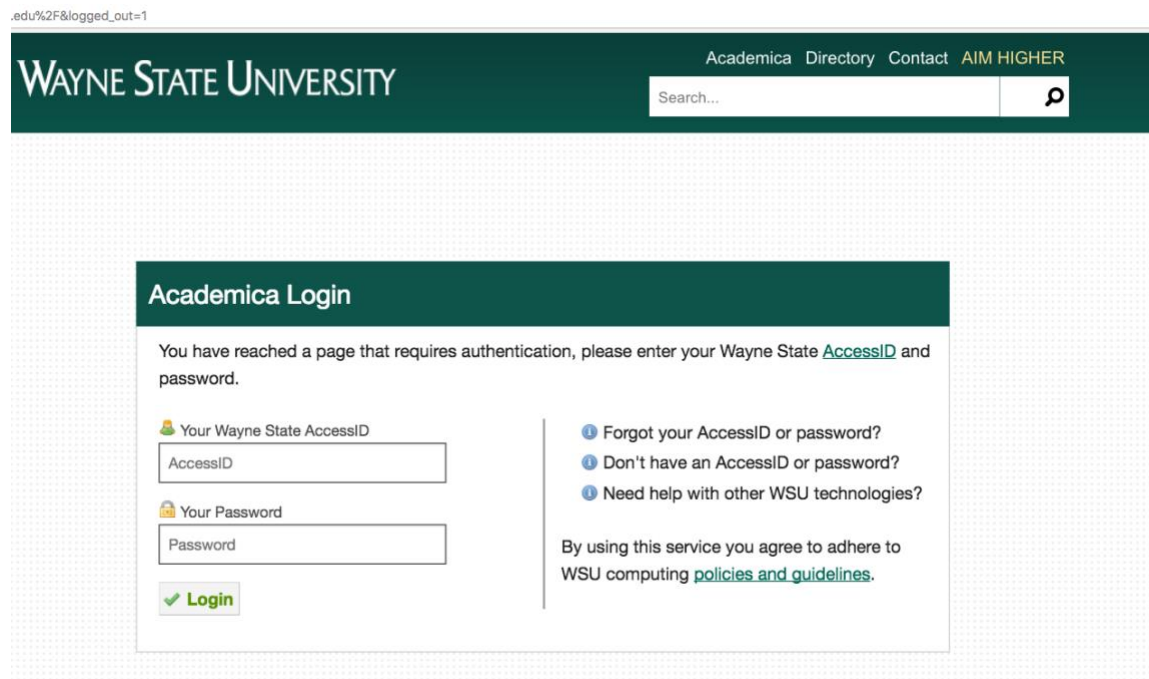 .edu%2F&logged_out=1
WAYNE STATE UNIVERSITY
Academica Directory Contact AIM HIGHER
Search...
Academica Login
You have reached a page that requires authentication, please enter your Wayne State AccessID and
password.
Your Wayne State AccessID
AccessID
Your Password
Password
Login
Forgot your AccessID or password?
Don't have an AccessID or password?
Need help with other WSU technologies?
By using this service you agree to adhere to
WSU computing policies and guidelines.